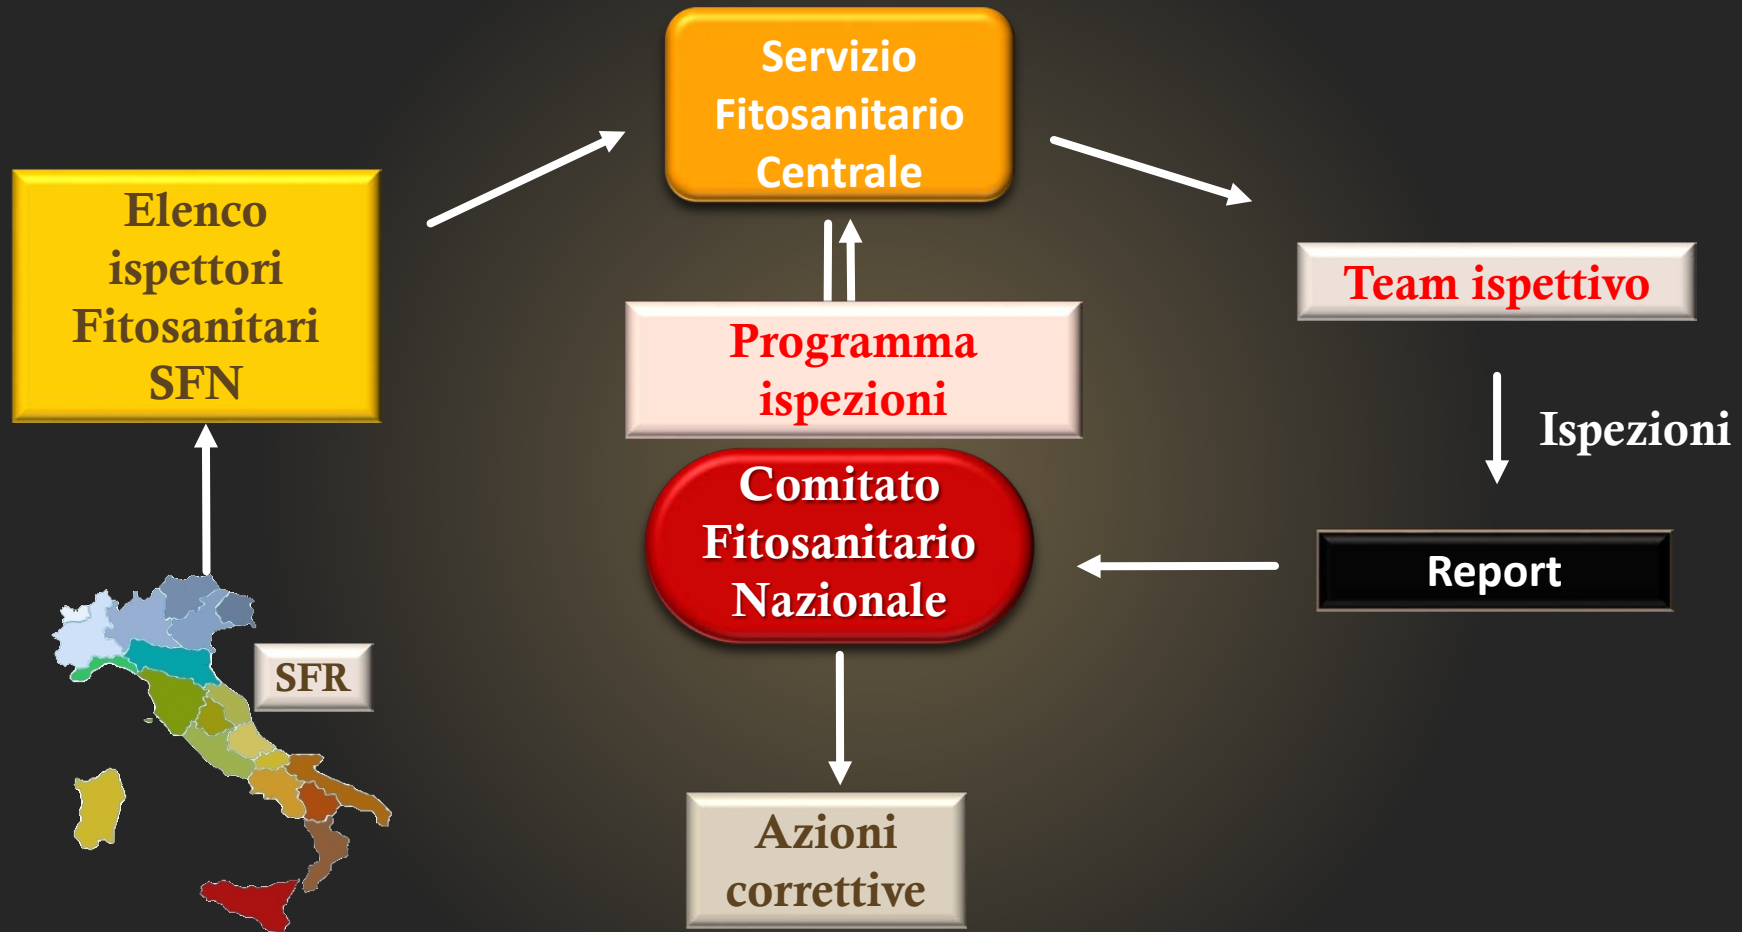 Servizio
Fitosanitario
Centrale
Elenco
ispettori
Fitosanitari
SFN
Team ispettivo
Programma
ispezioni
Ispezioni
Comitato
Fitosanitario
Nazionale
Report
SFR
Azioni
correttive